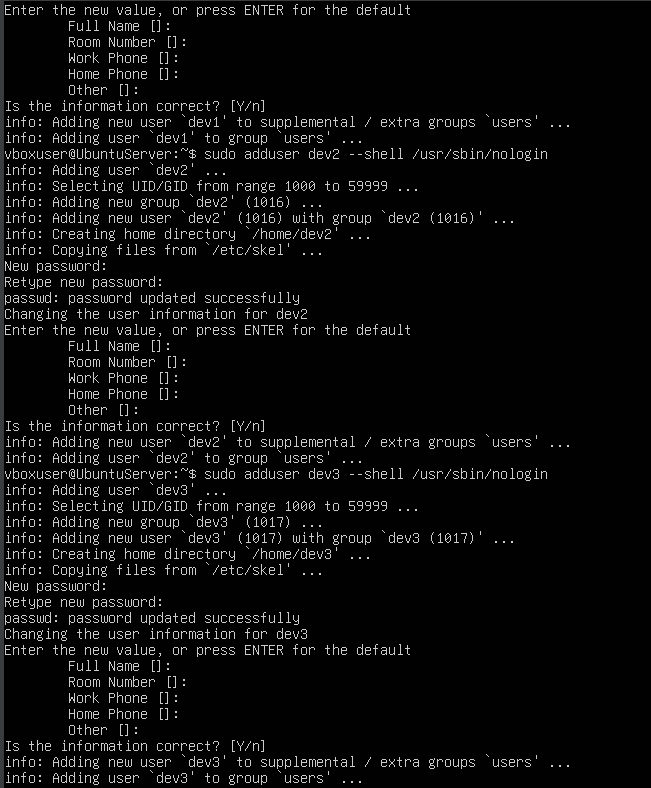 Enter the new value, or press ENTER for the default
        Full Name []:
        Room Number []:
        Work Phone []:
        Home Phone []:
        Other []:
Is the information correct? [Y/n]
info: Adding new user `dev1' to supplemental / extra groups `users' ...
info: Adding user `dev1' to group `users' ...
vboxuser@UbuntuServer:~$ sudo adduser dev2 --shell /usr/sbin/nologin
info: Adding user `dev2' ...
info: Selecting UID/GID from range 1000 to 59999 ...
info: Adding new group `dev2' (1016) ...
info: Adding new user `dev2' (1016) with group `dev2 (1016)' ...
info: Creating home directory `/home/dev2' ...
info: Copying files from `/etc/skel' ...
New password:
Retype new password:
passwd: password updated successfully
Changing the user information for dev2
Enter the new value, or press ENTER for the default
        Full Name []:
        Room Number []:
        Work Phone []:
        Home Phone []:
        Other []:
Is the information correct? [Y/n]
info: Adding new user `dev2' to supplemental / extra groups `users' ...
info: Adding user `dev2' to group `users' ...
vboxuser@UbuntuServer:~$ sudo adduser dev3 --shell /usr/sbin/nologin
info: Adding user `dev3' ...
info: Selecting UID/GID from range 1000 to 59999 ...
info: Adding new group `dev3' (1017) ...
info: Adding new user `dev3' (1017) with group `dev3 (1017)' ...
info: Creating home directory `/home/dev3' ...
info: Copying files from `/etc/skel' ...
New password:
Retype new password:
passwd: password updated successfully
Changing the user information for dev3
Enter the new value, or press ENTER for the default
        Full Name []:
        Room Number []:
        Work Phone []:
        Home Phone []:
        Other []:
Is the information correct? [Y/n]
info: Adding new user `dev3' to supplemental / extra groups `users' ...
info: Adding user `dev3' to group `users' ...